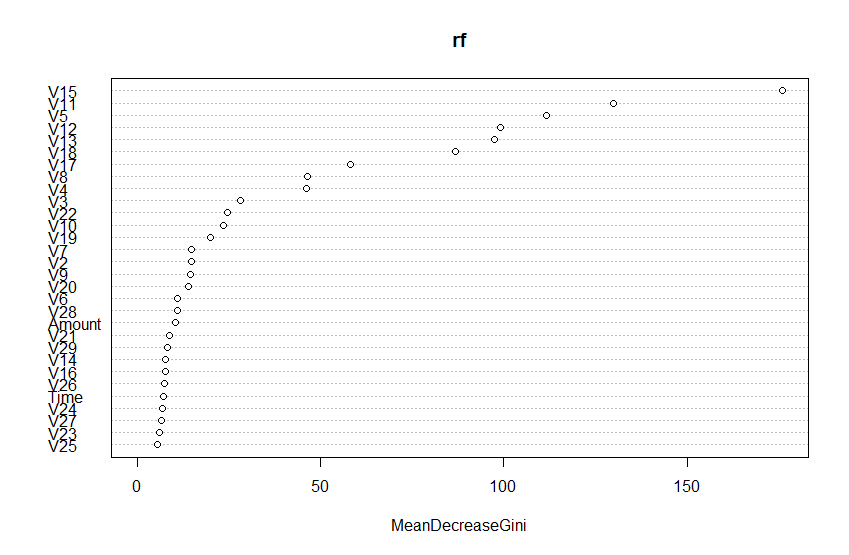 rf
V15
V11
V5
V12
V13
V18
V17
V8
V4
V3
V22
V10
V19
V7
V2
V9
V20
V6
V28
Amount
V21
V29
V14
V16
V26
Time
V24
V27
V23
V25
0 50 100 150
MeanDecreaseGini